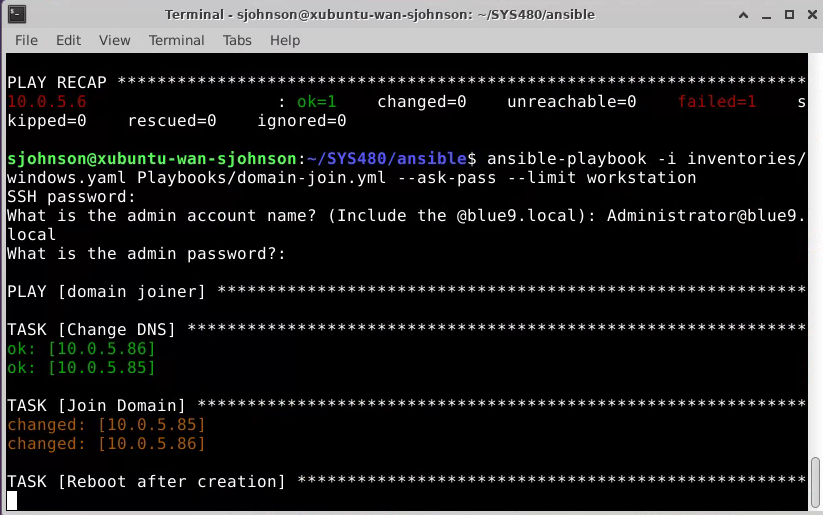 Terminal - sjohnson@xubuntu-wan-sjohnson: ~/SYS480/ansible
File Edit View Terminal Tabs Help
PLAY RECAP *********************************************************************
10.0.5.6                   : ok=1    changed=0    unreachable=0    failed=1    s
kipped=0    rescued=0    ignored=0
sjohnson@xubuntu-wan-sjohnson:~/SYS480/ansible$ ansible-playbook -i inventories/
windows.yaml Playbooks/domain-join.yml --ask-pass --limit workstation
SSH password:
What is the admin account name? (Include the @blue9.local): Administrator@blue9.
local
What is the admin password?:
PLAY [domain joiner] ***********************************************************
TASK [Change DNS] **************************************************************
ok: [10.0.5.86]
ok: [10.0.5.85]
TASK [Join Domain] *************************************************************
changed: [10.0.5.85]
changed: [10.0.5.86]
TASK [Reboot after creation] ***************************************************